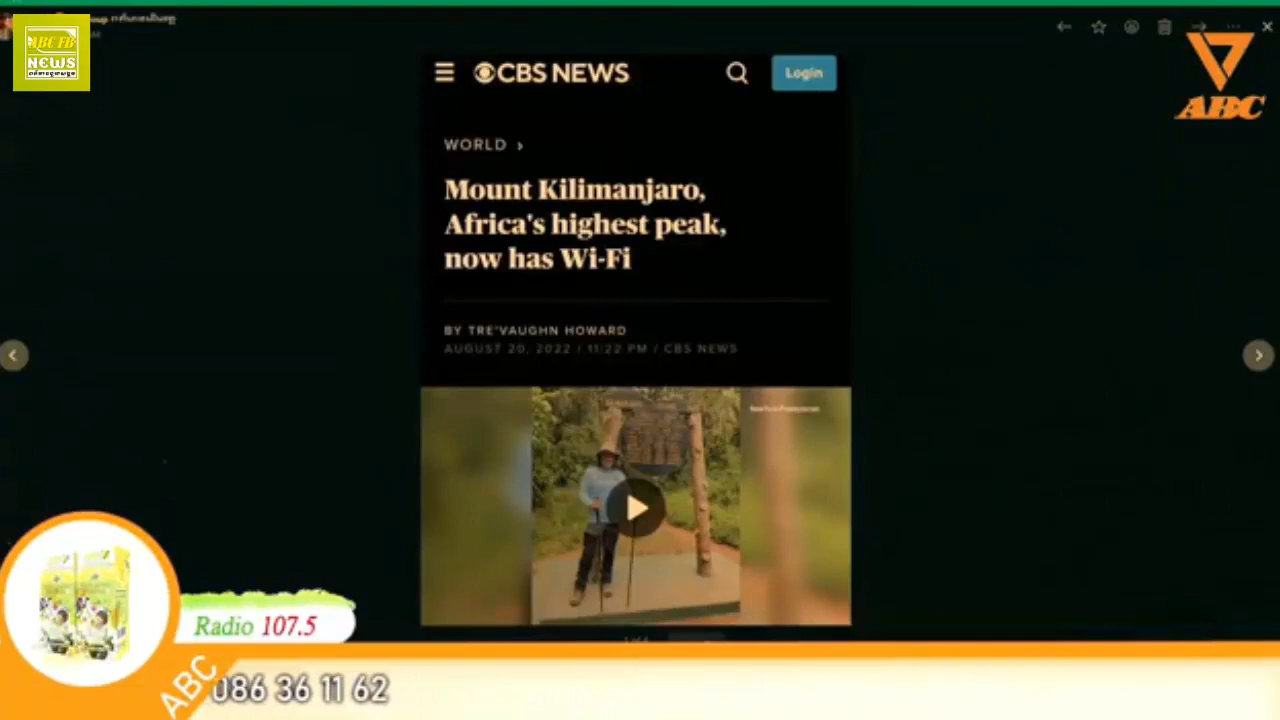 ABC FB
NEWS
ABC
CBS NEWS
Login
WORLD ›
Mount Kilimanjaro,
Africa's highest peak,
now has Wi-Fi
BY TRE'VAUGHN HOWARD
AUGUST 20, 2022 / 11:22 PM / CBS NEWS
Radio 107.5
ABC
086 36 11 62